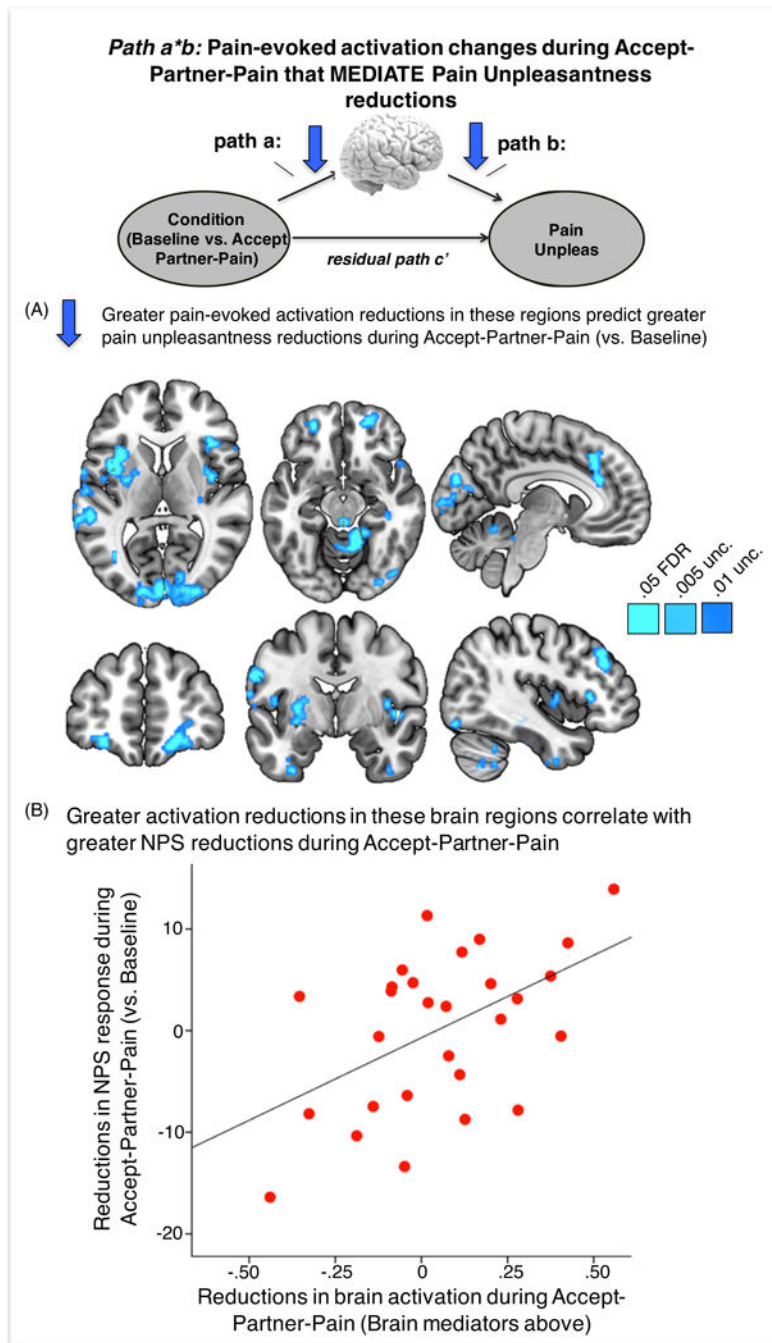 Path a*b: Pain-evoked activation changes during Accept-
Partner-Pain that MEDIATE Pain Unpleasantness
reductions
path a:
path b:
Condition
(Baseline vs. Accept
Partner-Pain)
residual path c'
Pain
Unpleas
(A)
Greater pain-evoked activation reductions in these regions predict greater
pain unpleasantness reductions during Accept-Partner-Pain (vs. Baseline)
.05 FDR
.005 unc.
.01 unc.
(B) Greater activation reductions in these brain regions correlate with
greater NPS reductions during Accept-Partner-Pain
Reductions in NPS response during
Accept-Partner-Pain (vs. Baseline)
10
0
-10
-20
-.50
-.25
0
.25
.50
Reductions in brain activation during Accept-
Partner-Pain (Brain mediators above)